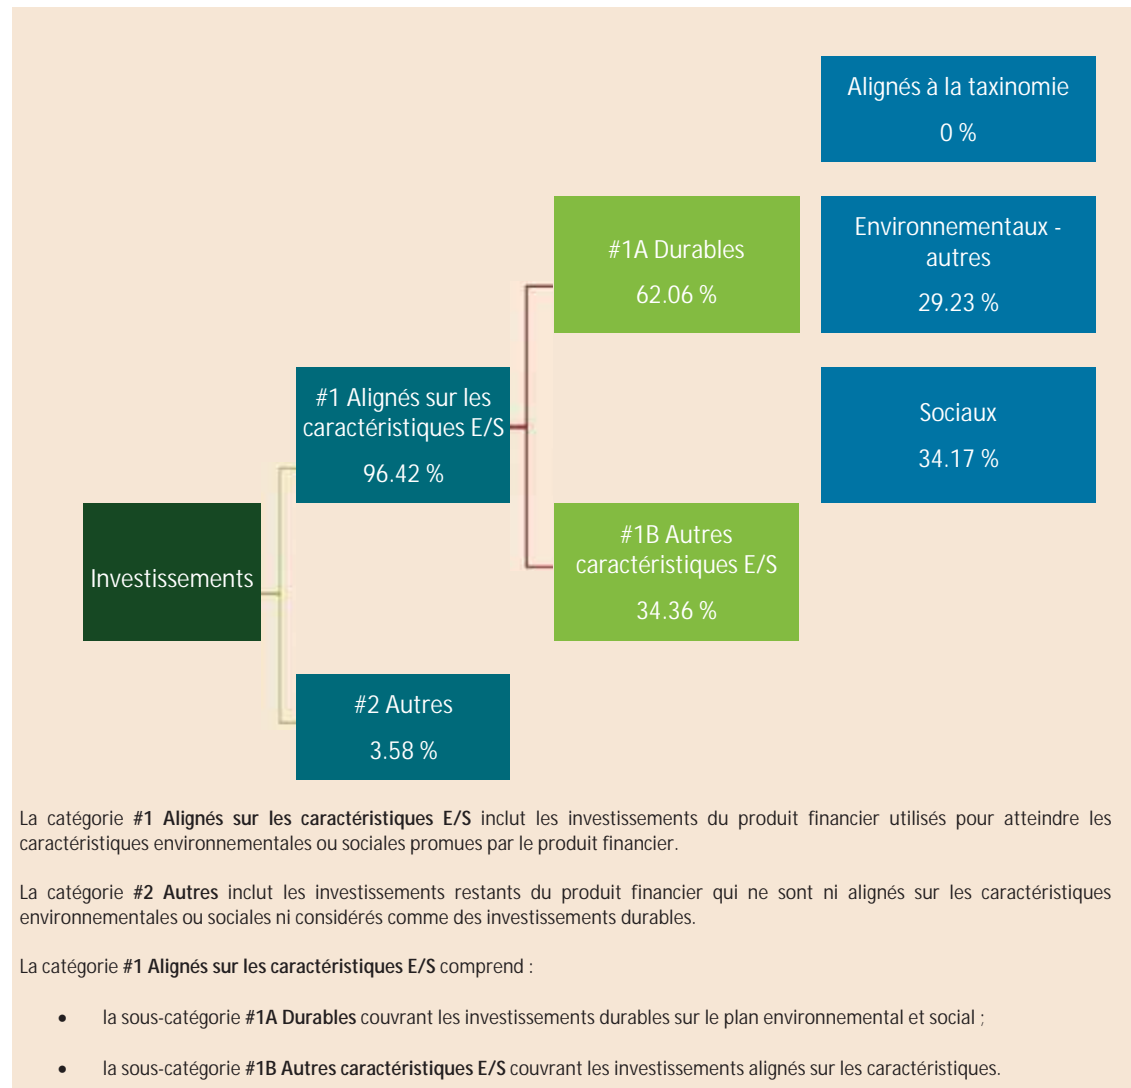 Alignés à la taxinomie
0 %
Environnementaux -
autres
29.23 %
#1A Durables
62.06 %
Sociaux
34.17 %
#1 Alignés sur les
caractéristiques E/S
96.42 %
#1B Autres
caractéristiques E/S
34.36 %
Investissements
#2 Autres
3.58 %
La catégorie #1 Alignés sur les caractéristiques E/S inclut les investissements du produit financier utilisés pour atteindre les
caractéristiques environnementales ou sociales promues par le produit financier.
La catégorie #2 Autres inclut les investissements restants du produit financier qui ne sont ni alignés sur les caractéristiques
environnementales ou sociales ni considérés comme des investissements durables.
La catégorie #1 Alignés sur les caractéristiques E/S comprend :
• la sous-catégorie #1A Durables couvrant les investissements durables sur le plan environnemental et social ;
• la sous-catégorie #1B Autres caractéristiques E/S couvrant les investissements alignés sur les caractéristiques.